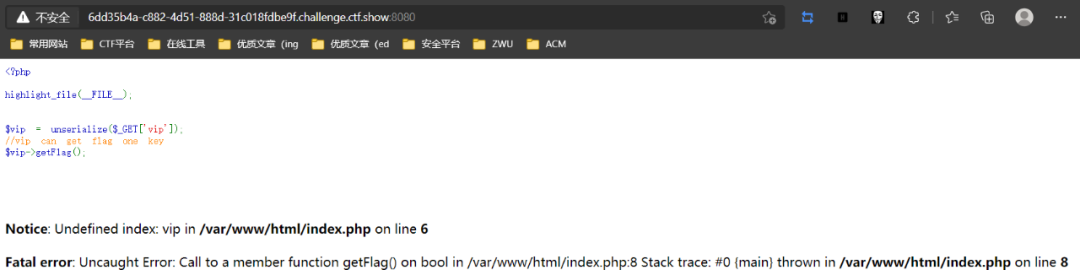 不安全 6dd35b4a-c882-4d51-888d-31c018fdbe9f.challenge.ctf.show:8080
常用网站 CTF平台 在线工具 优质文章（ing 优质文章（ed 安全平台 ZWU ACM
<?php
highlight_file(__FILE__);
$vip = unserialize($_GET['vip']);
//vip can get flag one key
$vip->getFlag();
Notice: Undefined index: vip in /var/www/html/index.php on line 6
Fatal error: Uncaught Error: Call to a member function getFlag() on bool in /var/www/html/index.php:8 Stack trace: #0 {main} thrown in /var/www/html/index.php on line 8